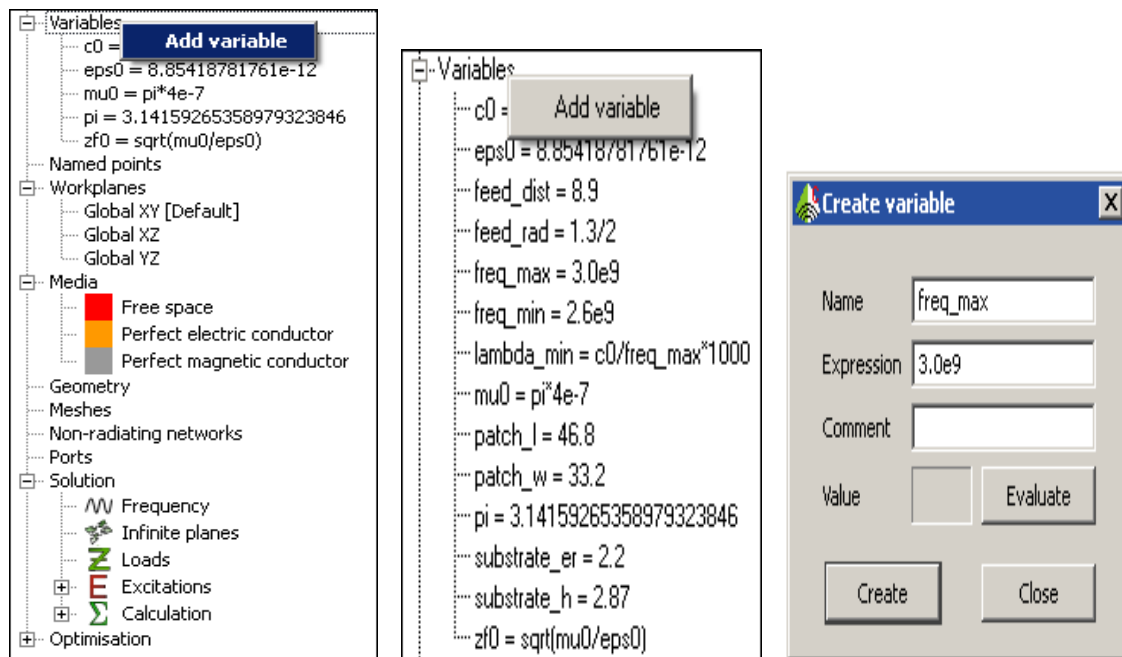 Variables
Add variable
c0 =
eps0 = 8.85418781761e-12
mu0 = pi*4e-7
pi = 3.14159265358979323846
zf0 = sqrt(mu0/eps0)
Named points
Workplanes
Global XY [Default]
Global XZ
Global YZ
Media
Free space
Perfect electric conductor
Perfect magnetic conductor
Geometry
Meshes
Non-radiating networks
Ports
Solution
Frequency
Infinite planes
Z Loads
E Excitations
Σ Calculation
Optimisation
Variables
Add variable
c0 =
eps0 = 8.85418781761e-12
feed_dist = 8.9
feed_rad = 1.3/2
freq_max = 3.0e9
freq_min = 2.6e9
lambda_min = c0/freq_max*1000
mu0 = pi*4e-7
patch_l = 46.8
patch_w = 33.2
pi = 3.14159265358979323846
substrate_er = 2.2
substrate_h = 2.87
zf0 = sqrt(mu0/eps0)
Create variable X
Name freq_max
Expression 3.0e9
Comment
Value Evaluate
Create Close